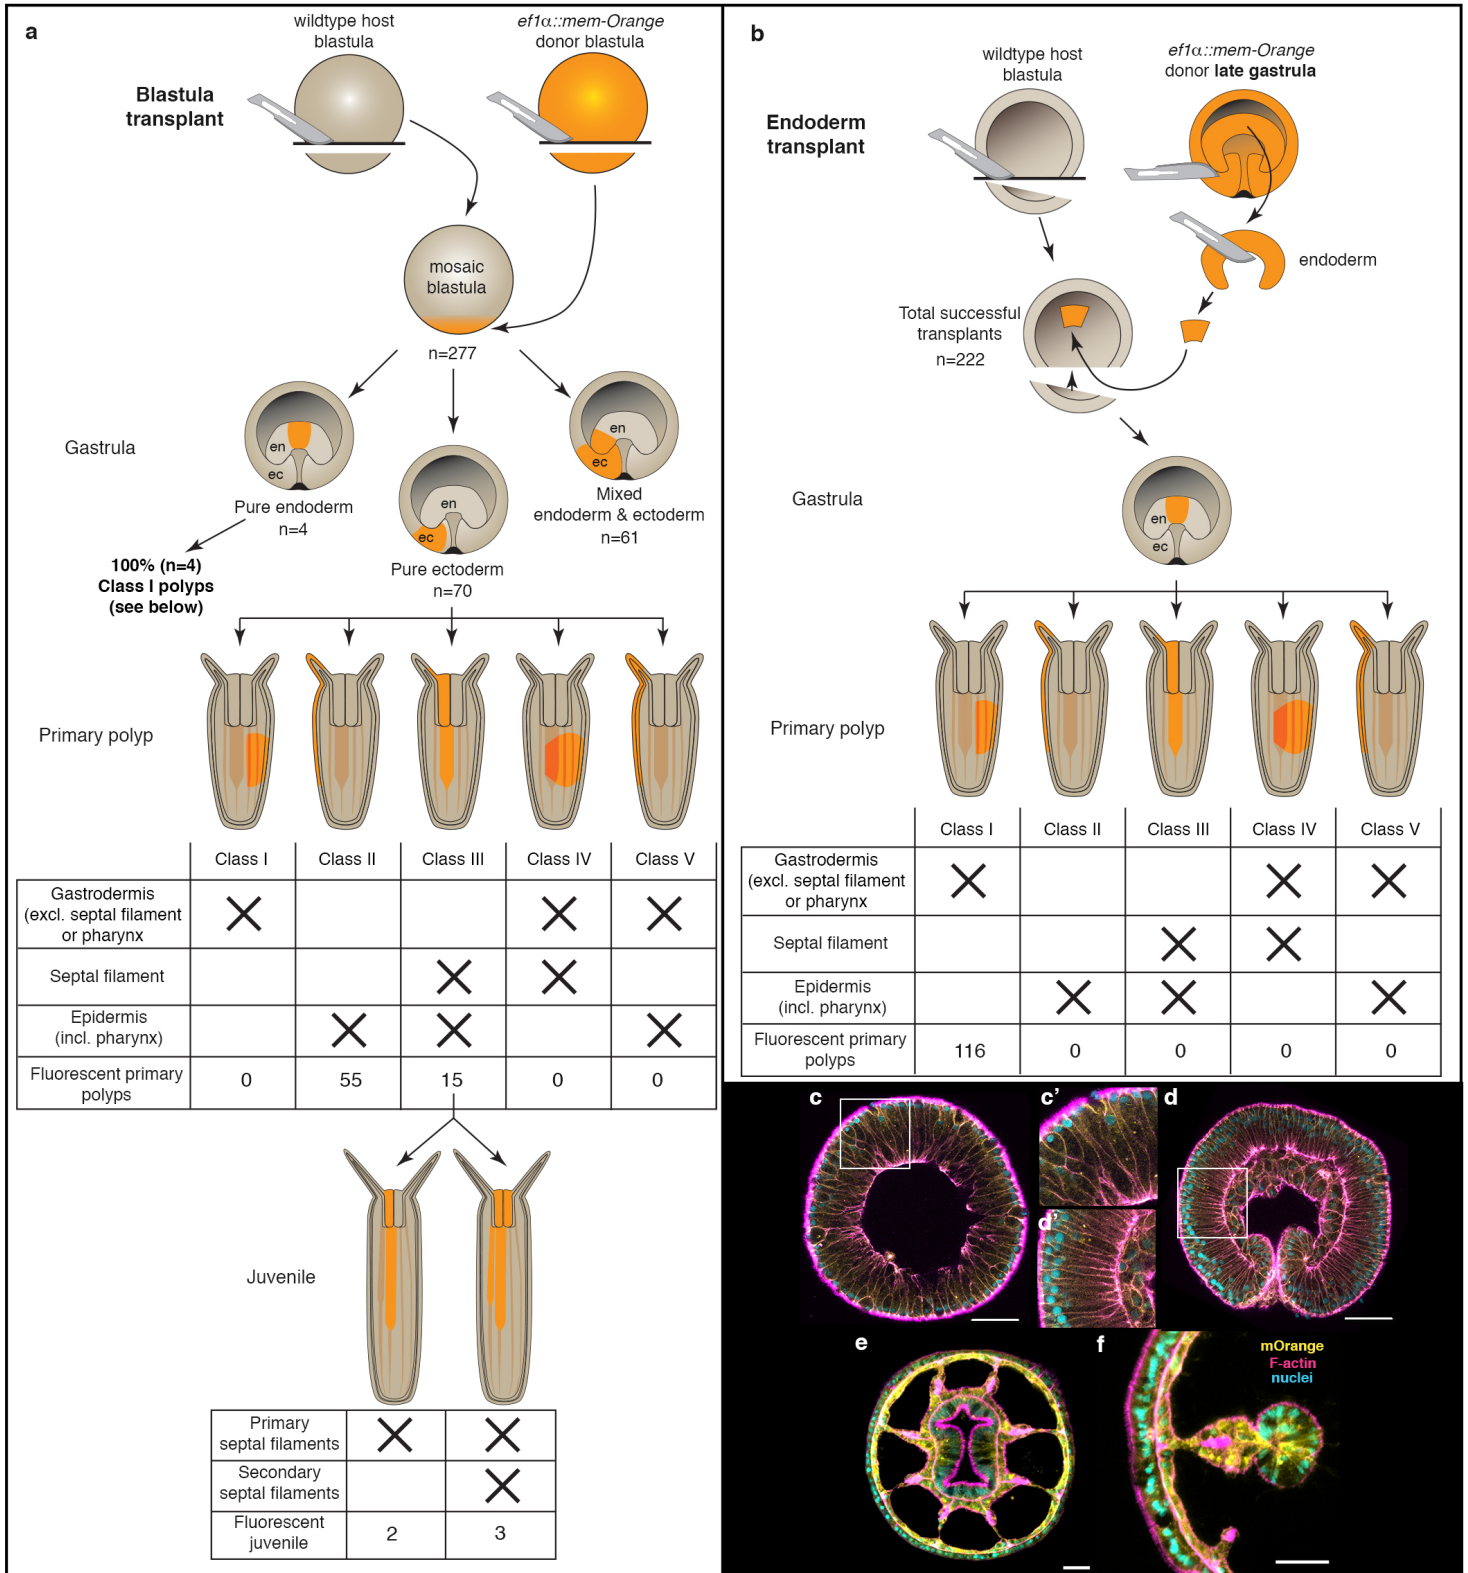 a
wildtype host
blastula
ef1α::mem-Orange
donor blastula
Blastula
transplant
mosaic
blastula
n=277
Gastrula
en
ec
Pure endoderm
n=4
100% (n=4)
Class I polyps
(see below)
en
ec
Pure ectoderm
n=70
en
ec
Mixed
endoderm & ectoderm
n=61
Primary polyp
Class I
Class II
Class III
Class IV
Class V
Gastrodermis
(excl. septal filament
or pharynx
Septal filament
Epidermis
(incl. pharynx)
Fluorescent primary
polyps
0
55
15
0
0
Juvenile
Primary
septal filaments
Secondary
septal filaments
Fluorescent
juvenile
2
3
b
wildtype host
blastula
ef1α::mem-Orange
donor late gastrula
Endoderm
transplant
endoderm
Total successful
transplants
n=222
Gastrula
en
ec
Primary polyp
Class I
Class II
Class III
Class IV
Class V
Gastrodermis
(excl. septal filament
or pharynx
Septal filament
Epidermis
(incl. pharynx)
Fluorescent primary
polyps
116
0
0
0
0
c
c’
d
d’
e
f
mOrange
F-actin
nuclei